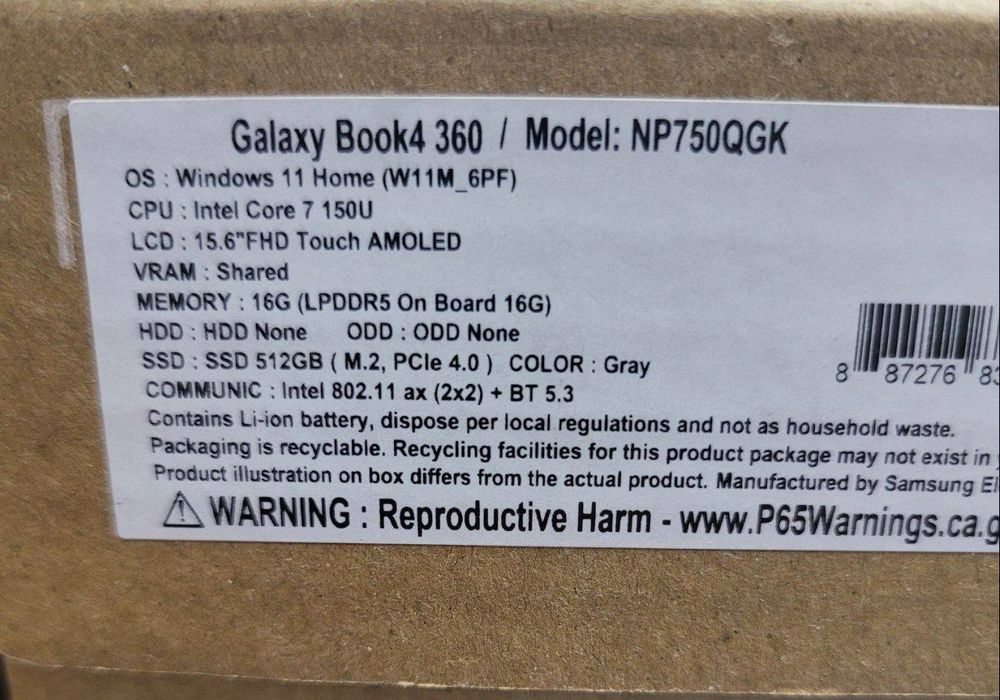 Galaxy Book4 360 / Model: NP750QGK
OS : Windows 11 Home (W11M_6PF)
CPU : Intel Core 7 150U
LCD : 15.6"FHD Touch AMOLED
VRAM : Shared
MEMORY : 16G (LPDDR5 On Board 16G)
HDD : HDD None ODD : ODD None
SSD : SSD 512GB ( M.2, PCIe 4.0 ) COLOR : Gray
8 87276 83
COMMUNIC : Intel 802.11 ax (2x2) + BT 5.3
Contains Li-ion battery, dispose per local regulations and not as household waste.
Packaging is recyclable. Recycling facilities for this product package may not exist in
Product illustration on box differs from the actual product. Manufactured by Samsung El
⚠ WARNING : Reproductive Harm - www.P65Warnings.ca.g